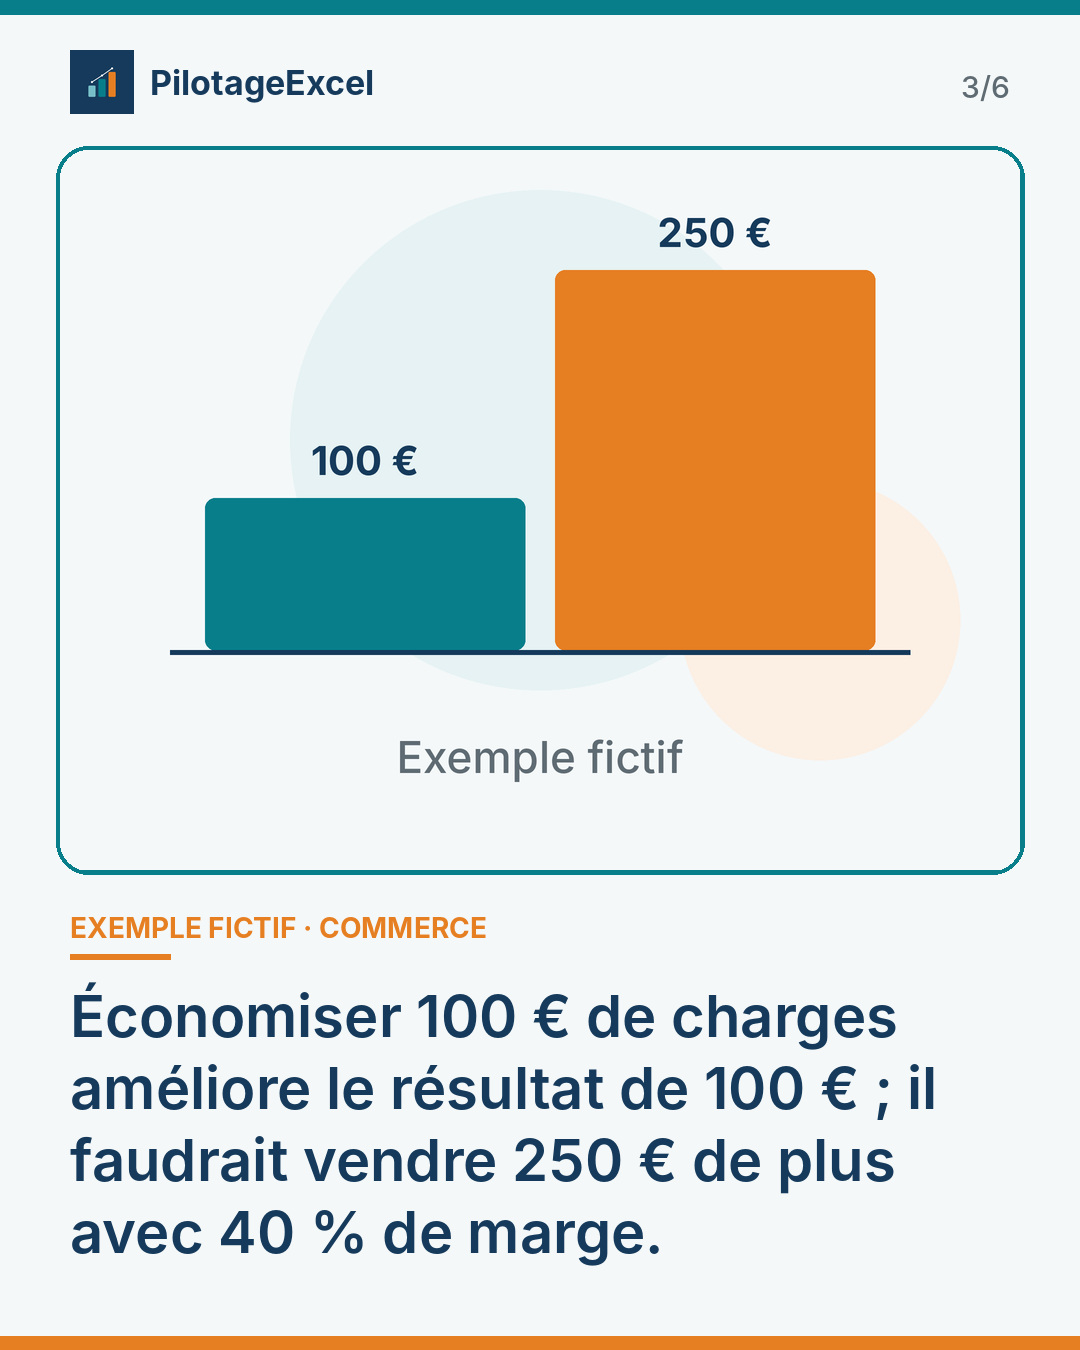 PilotageExcel
3/6
250 €
100 €
Exemple fictif
EXEMPLE FICTIF · COMMERCE
Économiser 100 € de charges
améliore le résultat de 100 € ; il
faudrait vendre 250 € de plus
avec 40 % de marge.